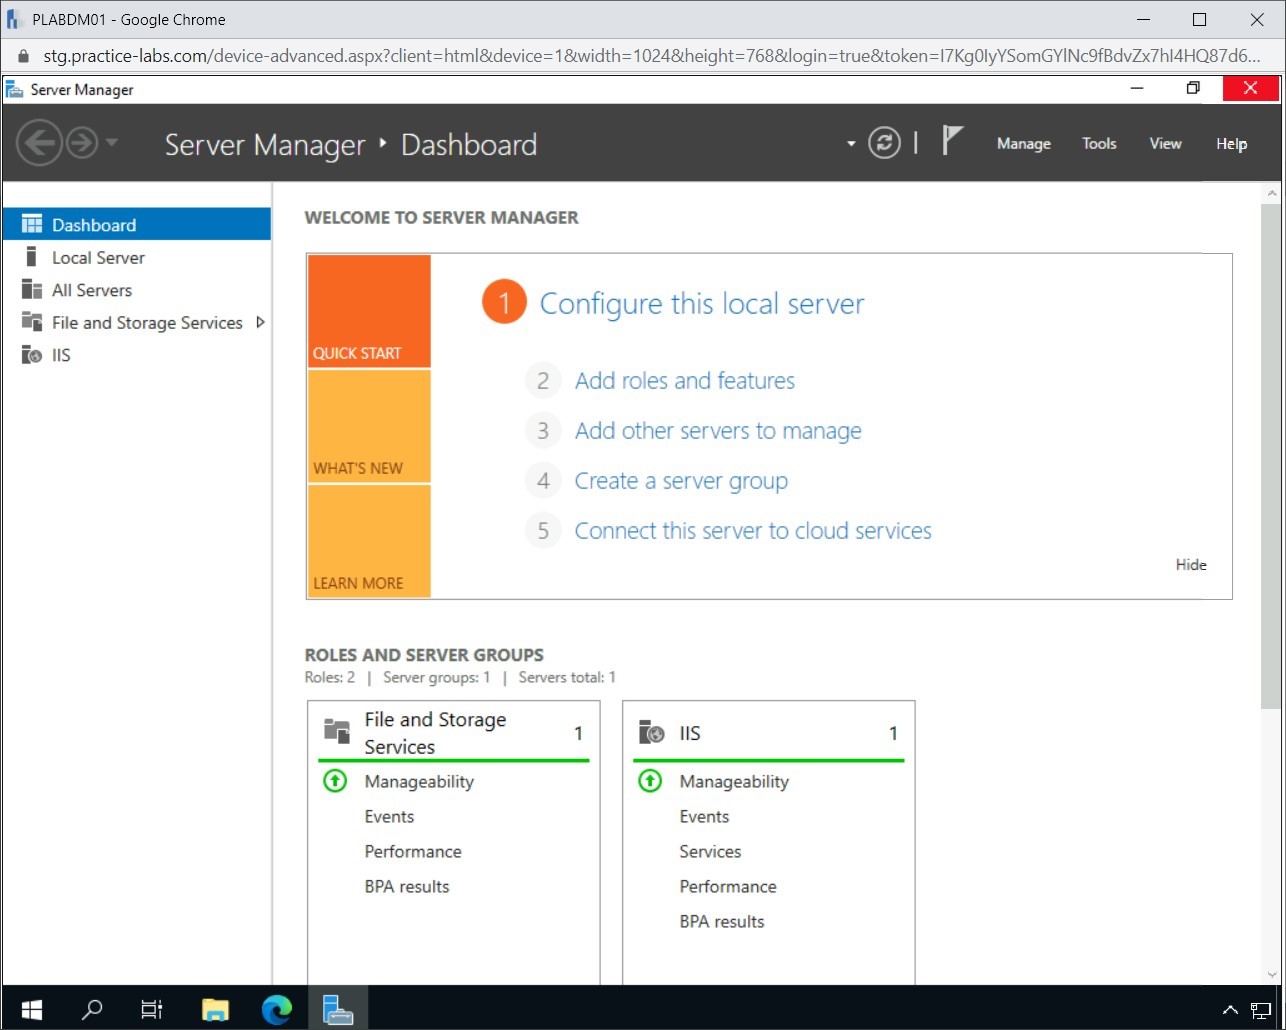 PLABDM01 - Google Chrome
stg.practice-labs.com/device-advanced.aspx?client=html&device=1&width=1024&height=768&login=true&token=I7Kg0IyYSomGYlNc9fBdvZx7hI4HQ87d6...
Server Manager
Server Manager ‣ Dashboard
Manage
Tools
View
Help
Dashboard
Local Server
All Servers
File and Storage Services
IIS
WELCOME TO SERVER MANAGER
QUICK START
WHAT'S NEW
LEARN MORE
1 Configure this local server
2 Add roles and features
3 Add other servers to manage
4 Create a server group
5 Connect this server to cloud services
Hide
ROLES AND SERVER GROUPS
Roles: 2 | Server groups: 1 | Servers total: 1
File and Storage
Services
1
Manageability
Events
Performance
BPA results
IIS
1
Manageability
Events
Services
Performance
BPA results